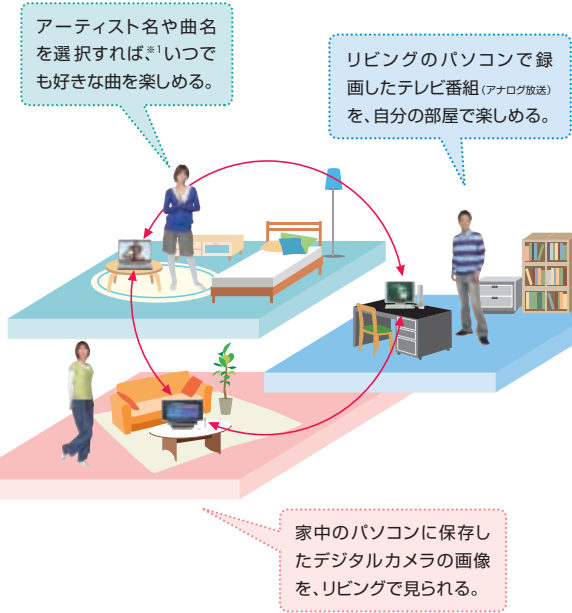 アーティスト名や曲名
を選択すれば、※1いつで
も好きな曲を楽しめる。
リビングのパソコンで録
画したテレビ番組(アナログ放送)
を、自分の部屋で楽しめる。
家中のパソコンに保存し
たデジタルカメラの画像
を、リビングで見られる。